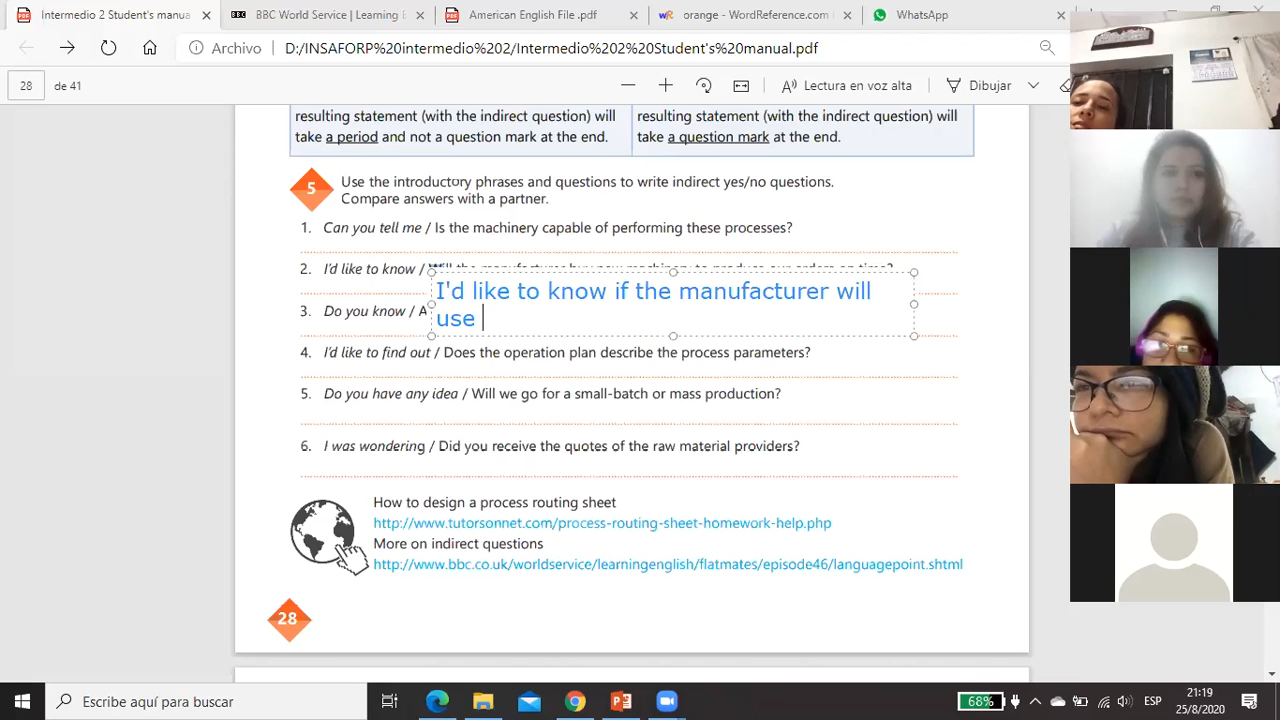 Intermedio 2 Student's manua
BBC World Service | Learning E
American English File .pdf
orange - WordReference.com
WhatsApp
Archivo
D:/INSAFORP%20intermedio%202/Intermedio%202%20Student's%20manual.pdf
28 de 41
Lectura en voz alta
Dibujar
resulting statement (with the indirect question) will
take a period and not a question mark at the end.
resulting statement (with the indirect question) will
take a question mark at the end.
5
Use the introductory phrases and questions to write indirect yes/no questions.
Compare answers with a partner.
1. Can you tell me / Is the machinery capable of performing these processes?
2. I'd like to know /
I'd like to know if the manufacturer will
use
3. Do you know / A
4. I'd like to find out / Does the operation plan describe the process parameters?
5. Do you have any idea / Will we go for a small-batch or mass production?
6. I was wondering / Did you receive the quotes of the raw material providers?
How to design a process routing sheet
http://www.tutorsonnet.com/process-routing-sheet-homework-help.php
More on indirect questions
http://www.bbc.co.uk/worldservice/learningenglish/flatmates/episode46/languagepoint.shtml
28
Escribe aquí para buscar
68%
ESP
21:19
25/8/2020